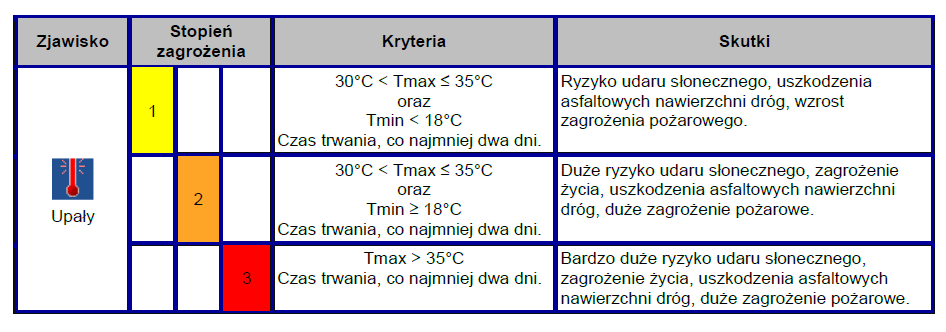 Zjawisko
Stopień
zagrożenia
Kryteria
Skutki
Upały
1
30°C < Tmax ≤ 35°C
oraz
Tmin < 18°C
Czas trwania, co najmniej dwa dni.
Ryzyko udaru słonecznego, uszkodzenia
asfaltowych nawierzchni dróg, wzrost
zagrożenia pożarowego.
2
30°C < Tmax ≤ 35°C
oraz
Tmin ≥ 18°C
Czas trwania, co najmniej dwa dni.
Duże ryzyko udaru słonecznego, zagrożenie
życia, uszkodzenia asfaltowych nawierzchni
dróg, duże zagrożenie pożarowe.
3
Tmax > 35°C
Czas trwania, co najmniej dwa dni.
Bardzo duże ryzyko udaru słonecznego,
zagrożenie życia, uszkodzenia asfaltowych
nawierzchni dróg, duże zagrożenie pożarowe.